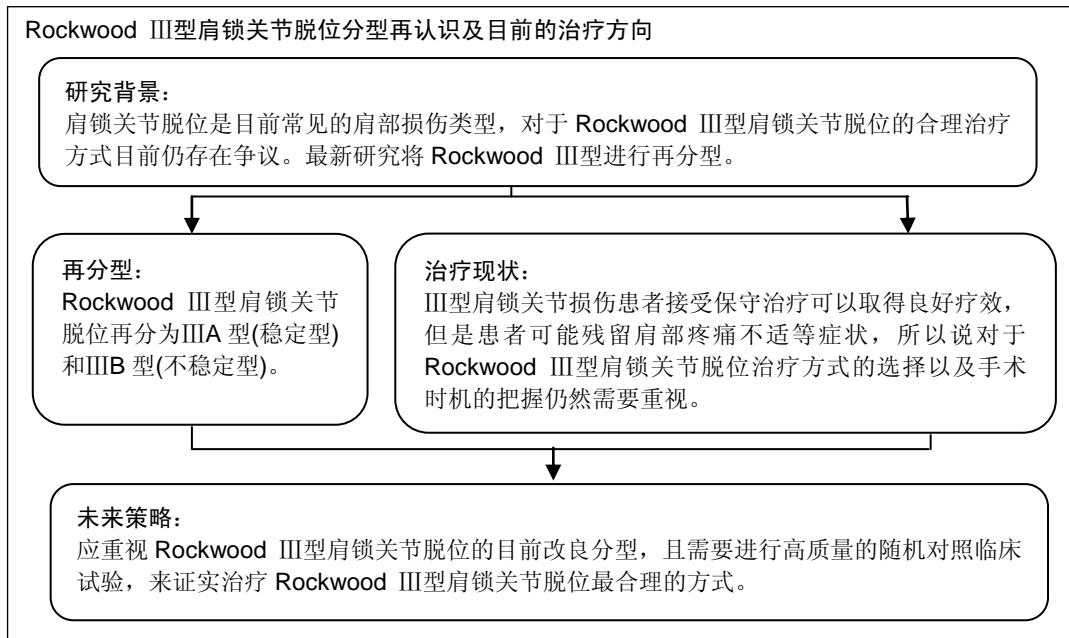 Rockwood Ⅲ型肩锁关节脱位分型再认识及目前的治疗方向
研究背景：
肩锁关节脱位是目前常见的肩部损伤类型，对于 Rockwood Ⅲ型肩锁关节脱位的合理治疗
方式目前仍存在争议。最新研究将 Rockwood Ⅲ型进行再分型。
再分型：
Rockwood Ⅲ型肩锁关节
脱位再分为ⅢA 型(稳定型)
和ⅢB 型(不稳定型)。
治疗现状：
Ⅲ型肩锁关节损伤患者接受保守治疗可以取得良好疗效，
但是患者可能残留肩部疼痛不适等症状，所以说对于
Rockwood Ⅲ型肩锁关节脱位治疗方式的选择以及手术
时机的把握仍然需要重视。
未来策略：
应重视 Rockwood Ⅲ型肩锁关节脱位的目前改良分型，且需要进行高质量的随机对照临床
试验，来证实治疗 Rockwood Ⅲ型肩锁关节脱位最合理的方式。